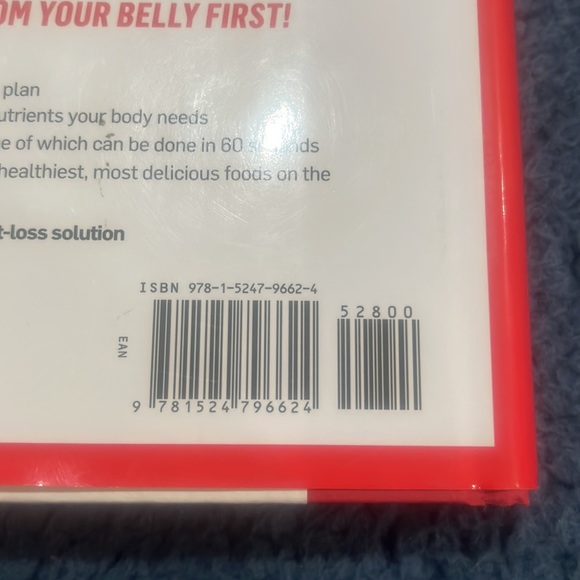 OM YOUR BELLY FIRST!
plan
utrients your body needs
e of which can be done in 60
healthiest, most delicious foods on the
t-loss solution
ISBN 978-1-5247-9662-4
52800
EAN
9 781524 796624